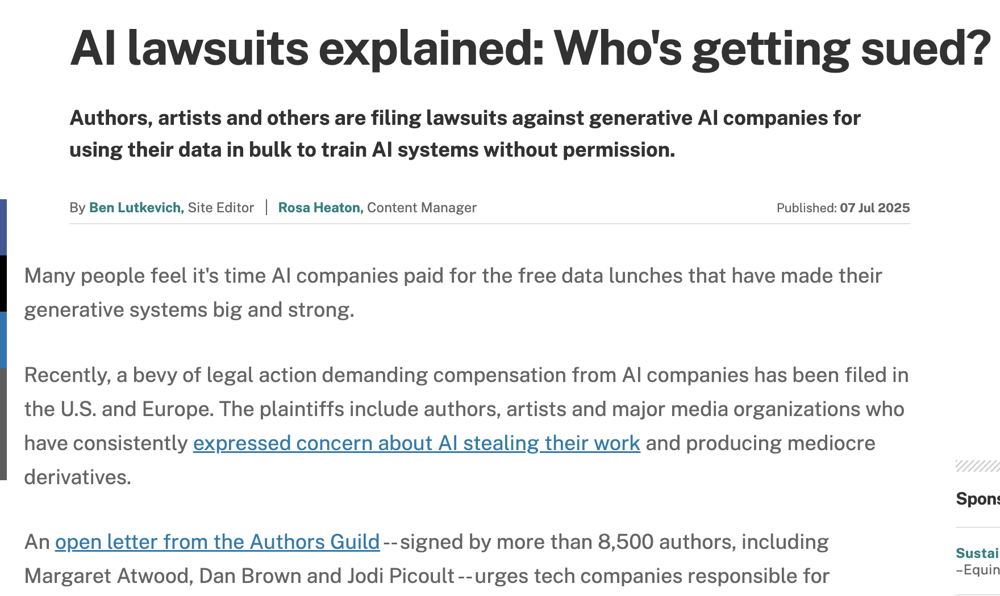 AI lawsuits explained: Who's getting sued?
Authors, artists and others are filing lawsuits against generative AI companies for
using their data in bulk to train AI systems without permission.
By Ben Lutkevich, Site Editor | Rosa Heaton, Content Manager
Published: 07 Jul 2025
Many people feel it's time AI companies paid for the free data lunches that have made their
generative systems big and strong.
Recently, a bevy of legal action demanding compensation from AI companies has been filed in
the U.S. and Europe. The plaintiffs include authors, artists and major media organizations who
have consistently expressed concern about AI stealing their work and producing mediocre
derivatives.
An open letter from the Authors Guild -- signed by more than 8,500 authors, including
Margaret Atwood, Dan Brown and Jodi Picoult -- urges tech companies responsible for